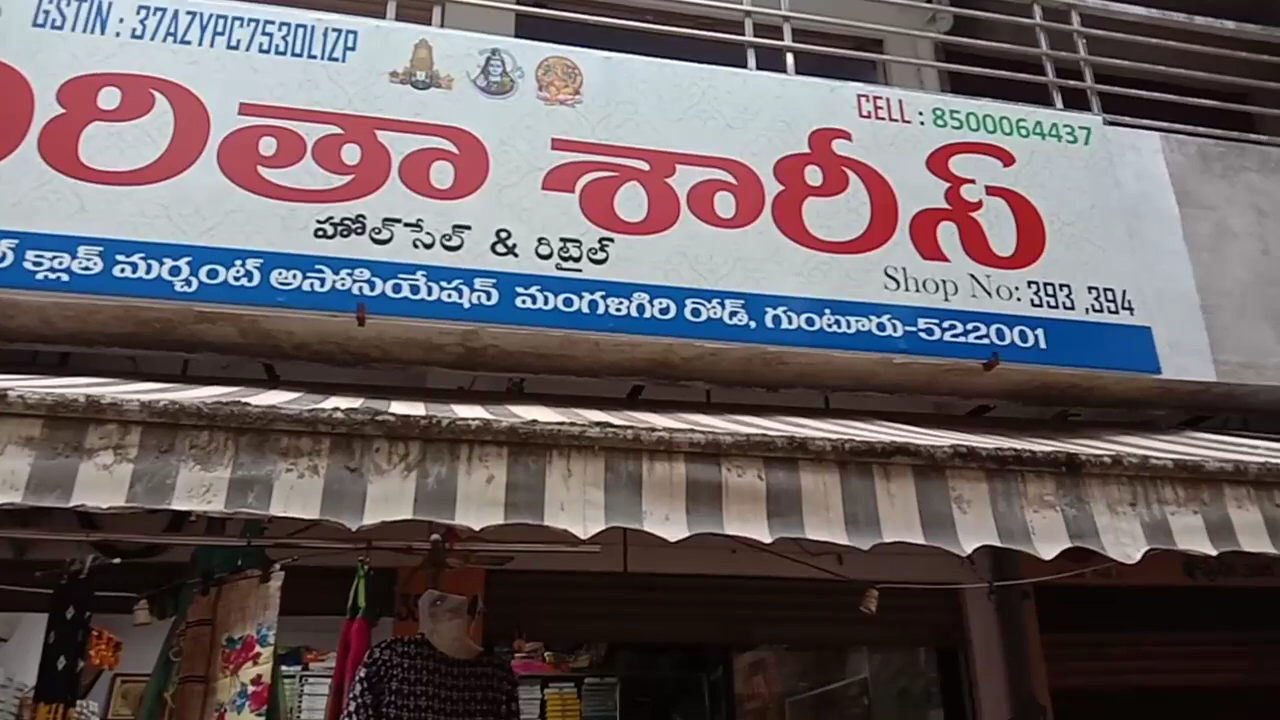 GSTIN : 37AZYPC7530L1ZP
CELL : 8500064437
శారీస్
హోల్ సేల్ & రిటైల్
Shop No: 393 ,394
క్లాత్ మర్చంట్ అసోసియేషన్ మంగళగిరి రోడ్, గుంటూరు-522001